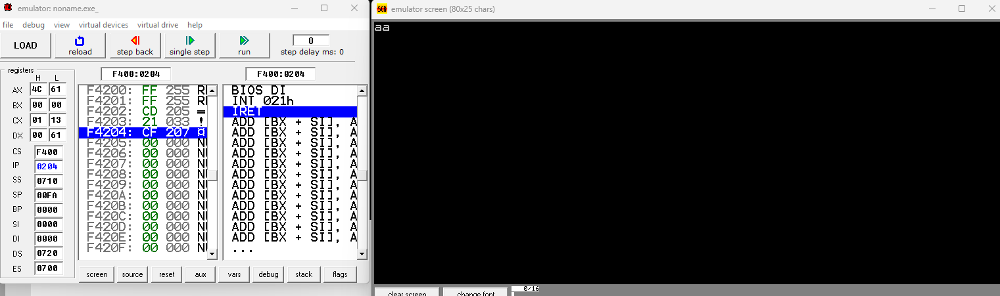 emulator: noname.exe_
file debug view virtual devices virtual drive help
LOAD reload step back single step run 0 step delay ms: 0
registers
H L
AX 4C 61
BX 00 00
CX 01 13
DX 00 61
CS F400
IP 0204
SS 0710
SP 00FA
BP 0000
SI 0000
DI 0000
DS 0720
ES 0700
F400:0204 F400:0204
F4200: FF 255
F4201: FF 255
F4202: CD 205 =
F4203: 21 033 !
F4204: CF 207 ¤
F4205: 00 000
F4206: 00 000
F4207: 00 000
F4208: 00 000
F4209: 00 000
F420A: 00 000
F420B: 00 000
F420C: 00 000
F420D: 00 000
F420E: 00 000
F420F: 00 000
BIOS DI
INT 021h
IRET
ADD [BX + SI], A
ADD [BX + SI], A
ADD [BX + SI], A
ADD [BX + SI], A
ADD [BX + SI], A
ADD [BX + SI], A
ADD [BX + SI], A
ADD [BX + SI], A
ADD [BX + SI], A
ADD [BX + SI], A
ADD [BX + SI], A
ADD [BX + SI], A
...
screen source reset aux vars debug stack flags
SCR emulator screen (80x25 chars)
aa
clear screen change font 0/16